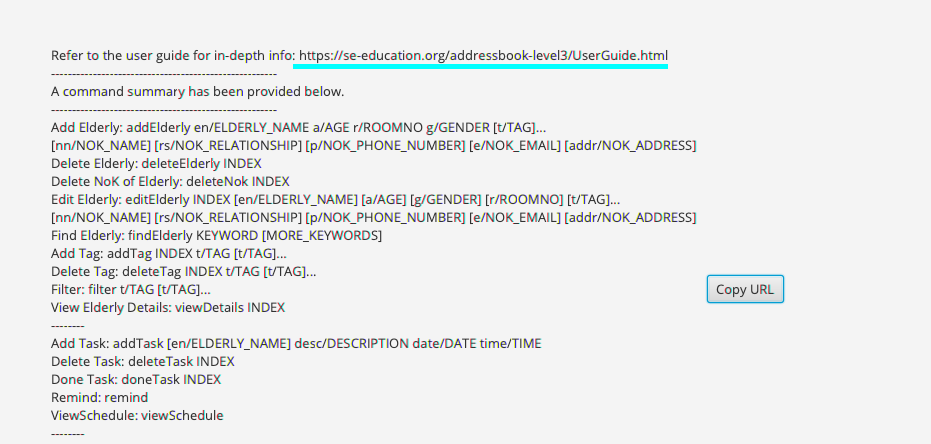 Refer to the user guide for in-depth info: https://se-education.org/addressbook-level3/UserGuide.html
------------------------------------------------------
A command summary has been provided below.
------------------------------------------------------
Add Elderly: addElderly en/ELDERLY_NAME a/AGE r/ROOMNO g/GENDER [t/TAG]...
[nn/NOK_NAME] [rs/NOK_RELATIONSHIP] [p/NOK_PHONE_NUMBER] [e/NOK_EMAIL] [addr/NOK_ADDRESS]
Delete Elderly: deleteElderly INDEX
Delete NoK of Elderly: deleteNok INDEX
Edit Elderly: editElderly INDEX [en/ELDERLY_NAME] [a/AGE] [g/GENDER] [r/ROOMNO] [t/TAG]...
[nn/NOK_NAME] [rs/NOK_RELATIONSHIP] [p/NOK_PHONE_NUMBER] [e/NOK_EMAIL] [addr/NOK_ADDRESS]
Find Elderly: findElderly KEYWORD [MORE_KEYWORDS]
Add Tag: addTag INDEX t/TAG [t/TAG]...
Delete Tag: deleteTag INDEX t/TAG [t/TAG]...
Filter: filter t/TAG [t/TAG]...
Copy URL
View Elderly Details: viewDetails INDEX
--------
Add Task: addTask [en/ELDERLY_NAME] desc/DESCRIPTION date/DATE time/TIME
Delete Task: deleteTask INDEX
Done Task: doneTask INDEX
Remind: remind
ViewSchedule: viewSchedule
--------